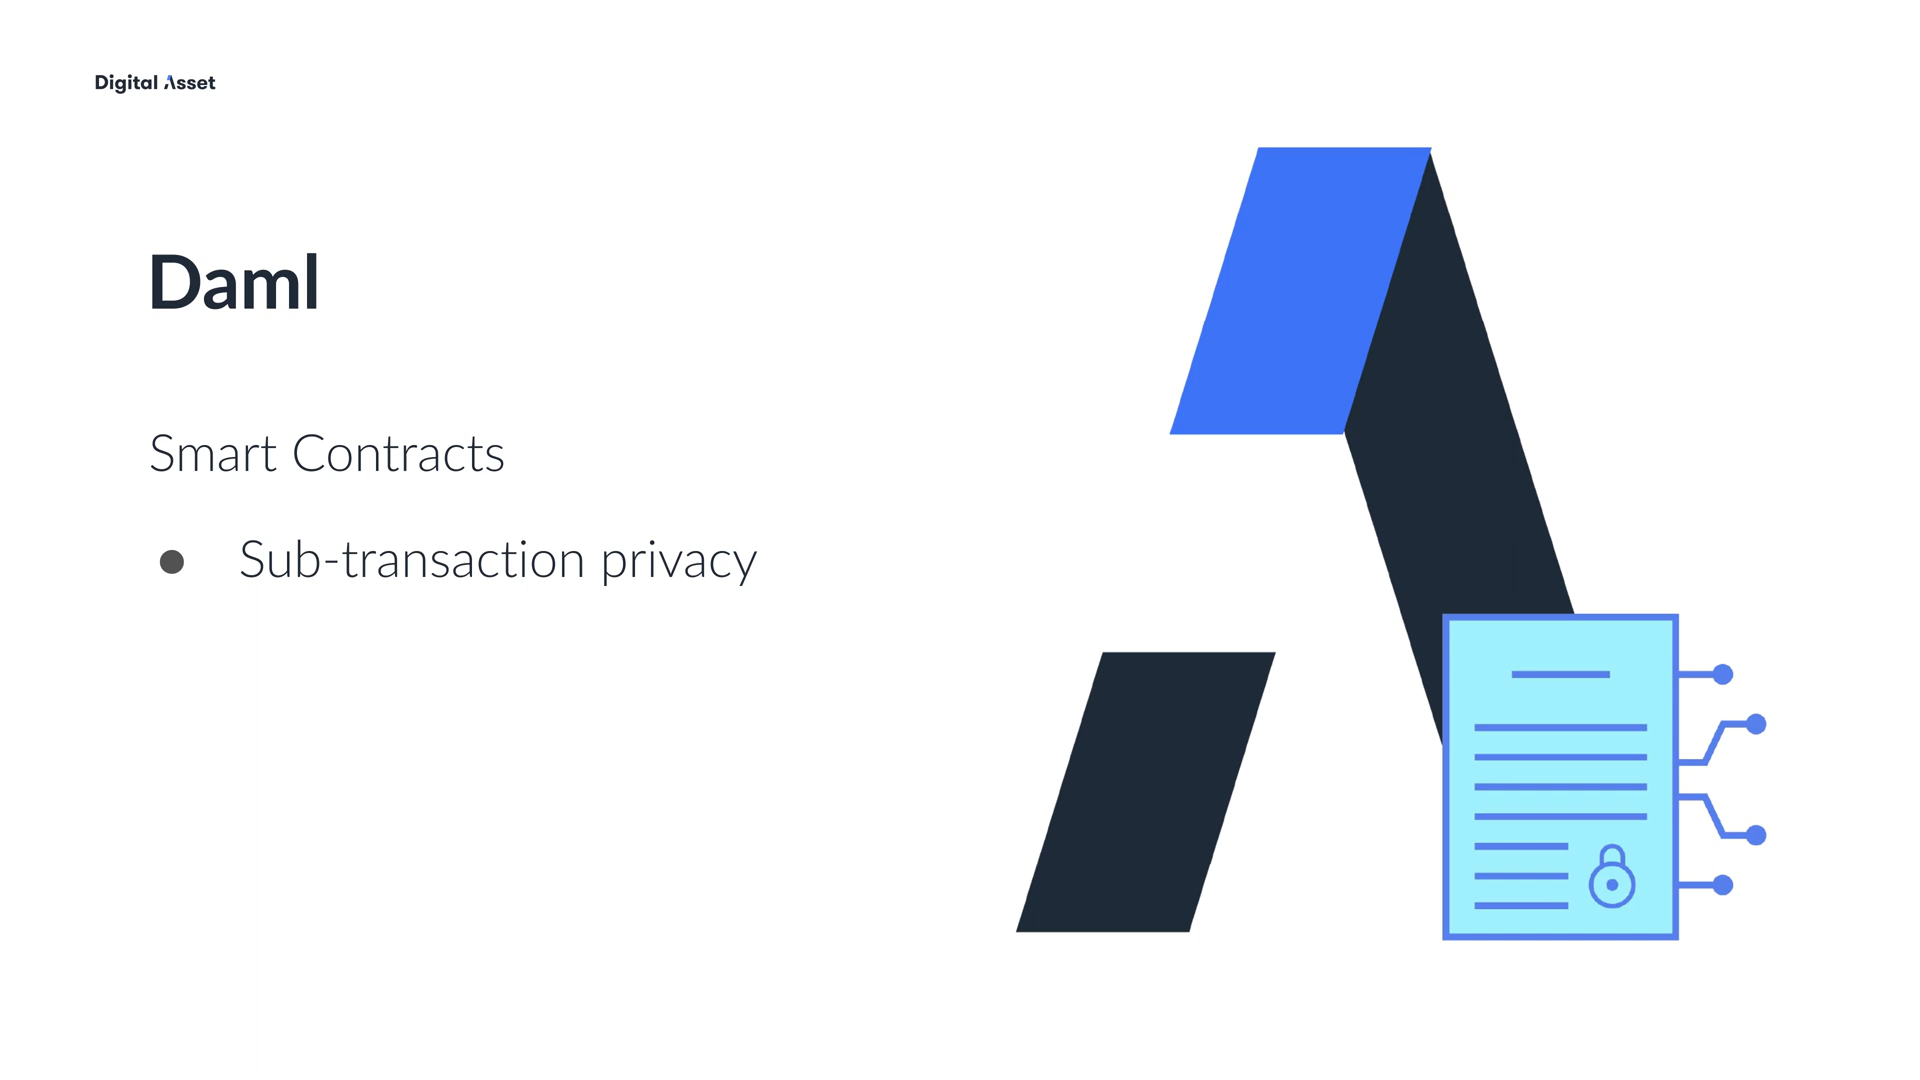 Digital Asset
Daml
Smart Contracts
● Sub-transaction privacy